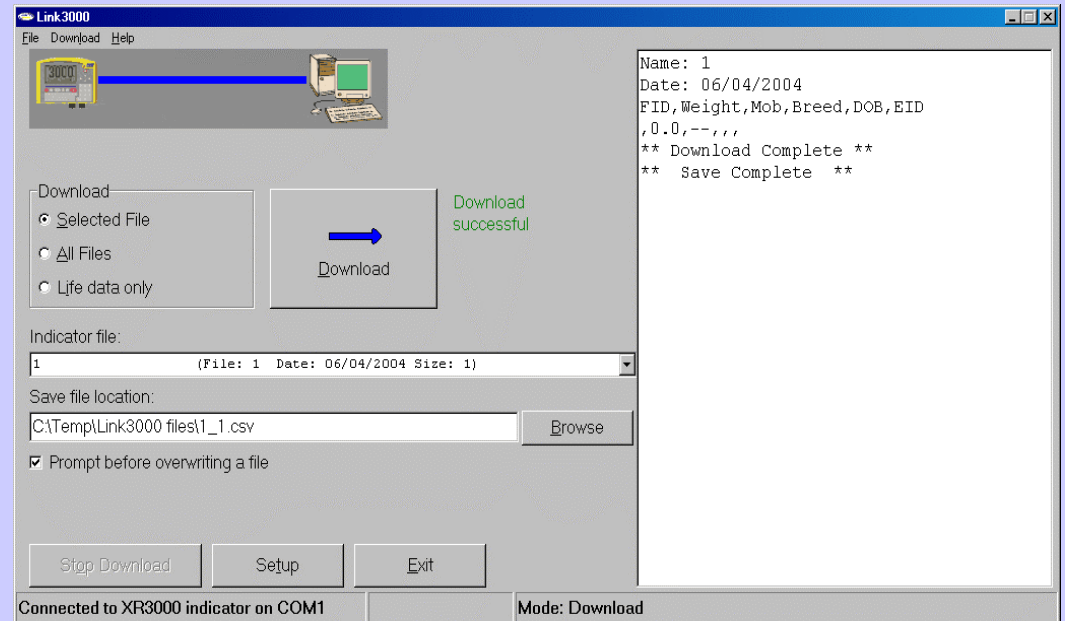 Link3000
File Download Help
3000
Download
Selected File
All Files
Life data only
Download
Download
successful
Indicator file:
1 (File: 1 Date: 06/04/2004 Size: 1)
Save file location:
C:\Temp\Link3000 files\1_1.csv
Browse
Prompt before overwriting a file
Stop Download
Setup
Exit
Name: 1
Date: 06/04/2004
FID,Weight,Mob,Breed,DOB,EID
,0.0,--,,,
** Download Complete **
** Save Complete **
Connected to XR3000 indicator on COM1
Mode: Download